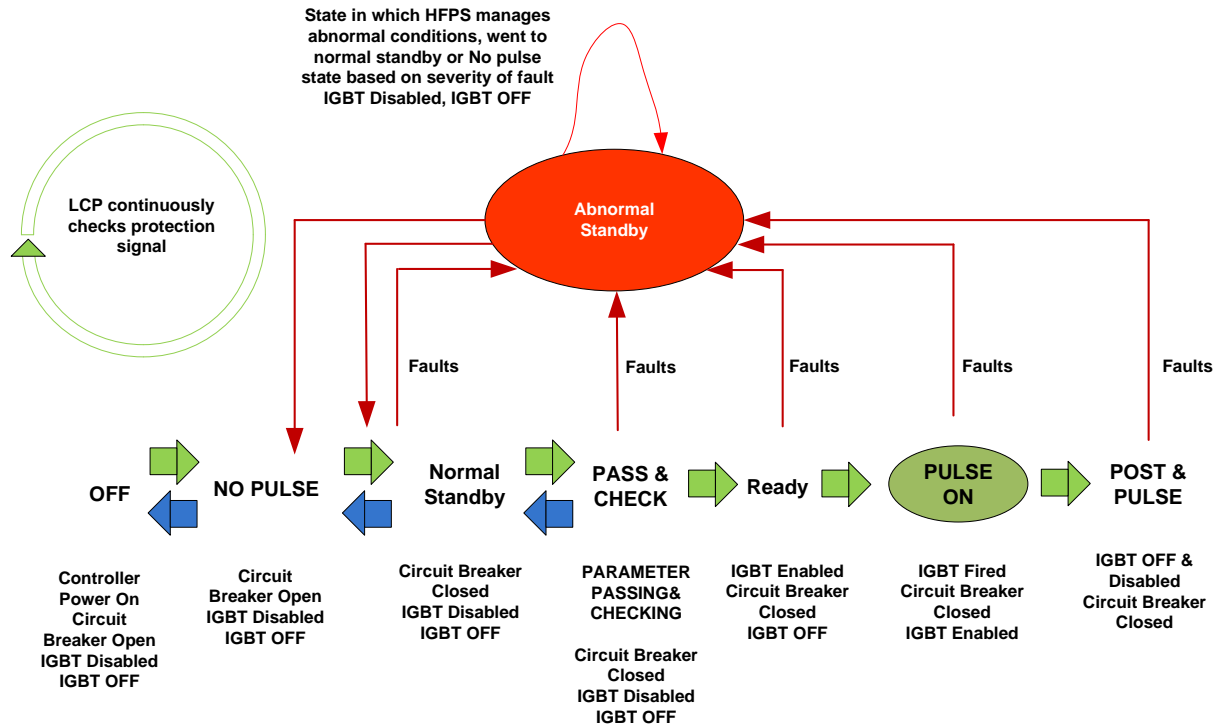 State in which HFPS manages
abnormal conditions, went to
normal standby or No pulse
state based on severity of fault
IGBT Disabled, IGBT OFF
LCP continuously
checks protection
signal
Abnormal
Standby
Faults
Faults
Faults
Faults
Faults
OFF
NO PULSE
Normal
Standby
PASS &
CHECK
Ready
PULSE
ON
POST &
PULSE
Controller
Power On
Circuit
Breaker Open
IGBT Disabled
IGBT OFF
Circuit
Breaker Open
IGBT Disabled
IGBT OFF
Circuit Breaker
Closed
IGBT Disabled
IGBT OFF
PARAMETER
PASSING&
CHECKING
Circuit Breaker
Closed
IGBT Disabled
IGBT OFF
IGBT Enabled
Circuit Breaker
Closed
IGBT OFF
IGBT Fired
Circuit Breaker
Closed
IGBT Enabled
IGBT OFF &
Disabled
Circuit Breaker
Closed